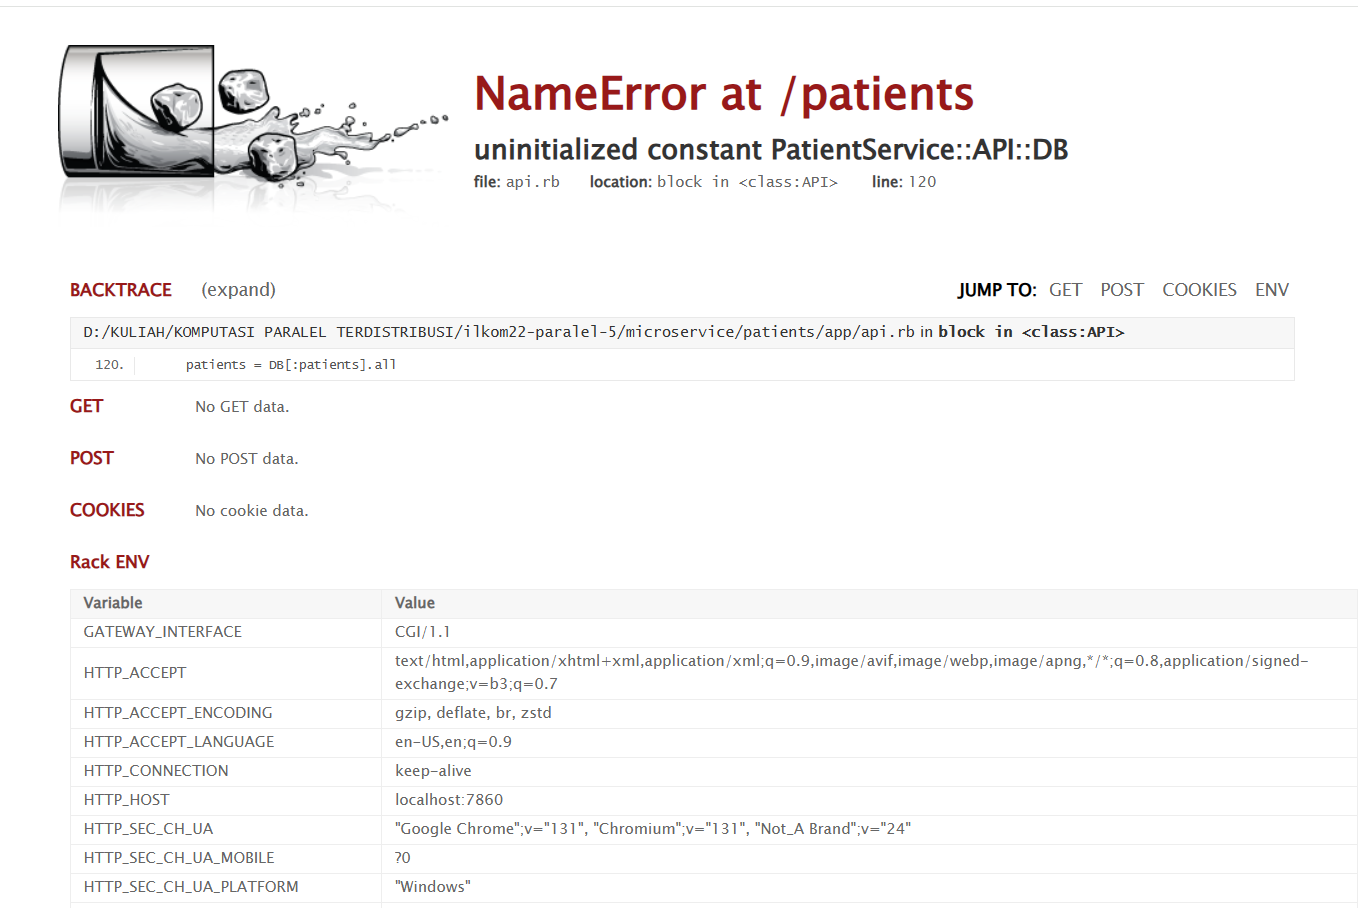 NameError at /patients
uninitialized constant PatientService::API::DB
file: api.rb location: block in <class:API> line: 120
BACKTRACE (expand) JUMP TO: GET POST COOKIES ENV
D:/KULIAH/KOMPUTASI PARALEL TERDISTRIBUSI/ilkom22-paralel-5/microservice/patients/app/api.rb in block in <class:API>
120. patients = DB[:patients].all
GET No GET data.
POST No POST data.
COOKIES No cookie data.
Rack ENV
Variable Value
GATEWAY_INTERFACE CGI/1.1
HTTP_ACCEPT text/html,application/xhtml+xml,application/xml;q=0.9,image/avif,image/webp,image/apng,*/*;q=0.8,application/signed-
exchange;v=b3;q=0.7
HTTP_ACCEPT_ENCODING gzip, deflate, br, zstd
HTTP_ACCEPT_LANGUAGE en-US,en;q=0.9
HTTP_CONNECTION keep-alive
HTTP_HOST localhost:7860
HTTP_SEC_CH_UA "Google Chrome";v="131", "Chromium";v="131", "Not_A Brand";v="24"
HTTP_SEC_CH_UA_MOBILE ?0
HTTP_SEC_CH_UA_PLATFORM "Windows"